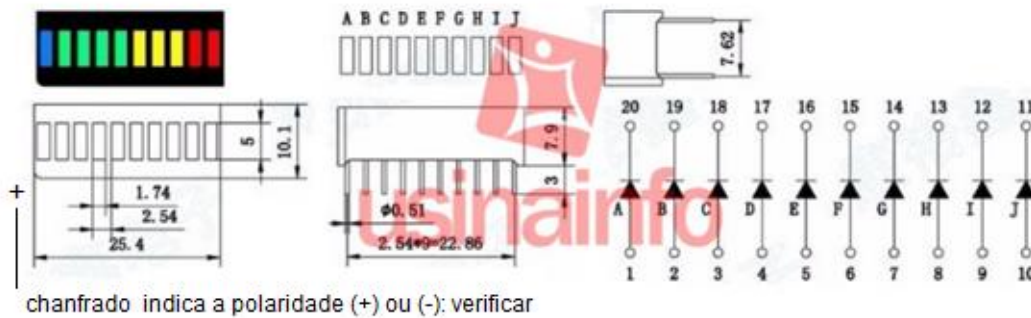 A B C D E F G H I J
7.62
5
10.1
1.74
2.54
25.4
+
7.9
3
ϕ0.51
2.54*9=22.86
usinainfo
20 19 18 17 16 15 14 13 12 11
A B C D E F G H I J
1 2 3 4 5 6 7 8 9 10
chanfrado indica a polaridade (+) ou (-): verificar